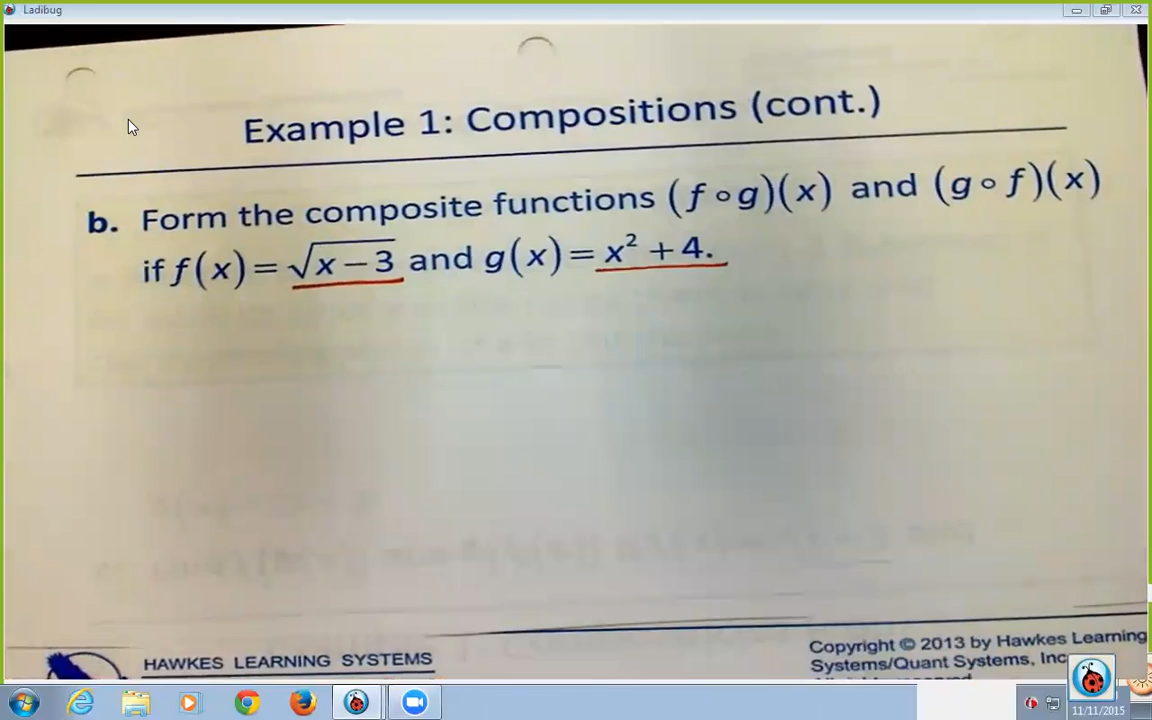 Ladibug
Example 1: Compositions (cont.)
b. Form the composite functions (f∘g)(x) and (g∘f)(x)
if f(x) = √x − 3 and g(x) = x² + 4.
HAWKES LEARNING SYSTEMS
Copyright © 2013 by Hawkes Learning
Systems/Quant Systems, Inc
11/11/2015